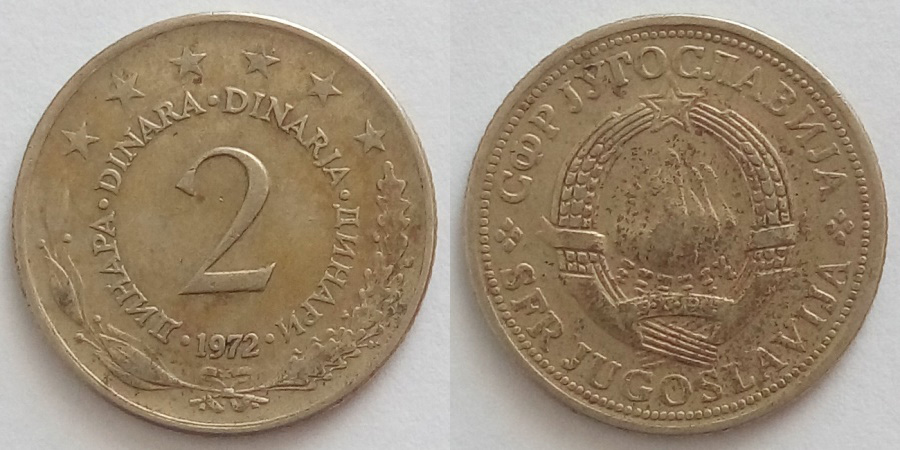 ДИНАРА · DINARA · DINARJA · ДИНАРИ
2
· 1972 ·
СФР ЈУГОСЛАВИЈА
SFR JUGOSLAVIJA